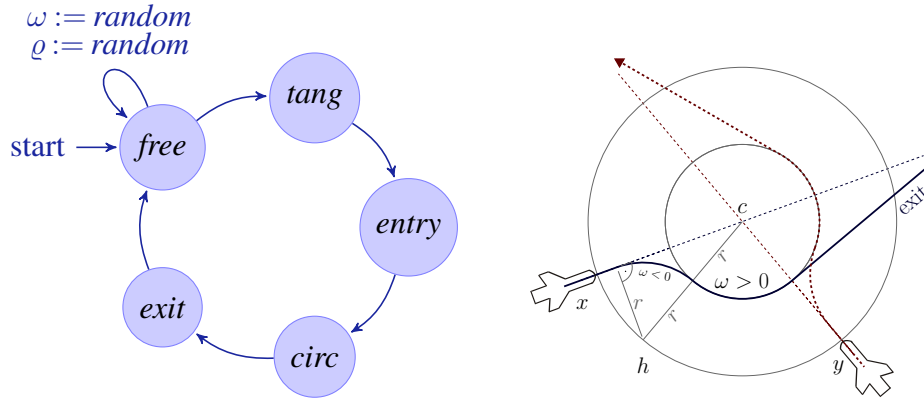 ω := random
ϱ := random
start
free
tang
entry
circ
exit
c
exit
r
ω > 0
ω < 0
x
r
r
h
y